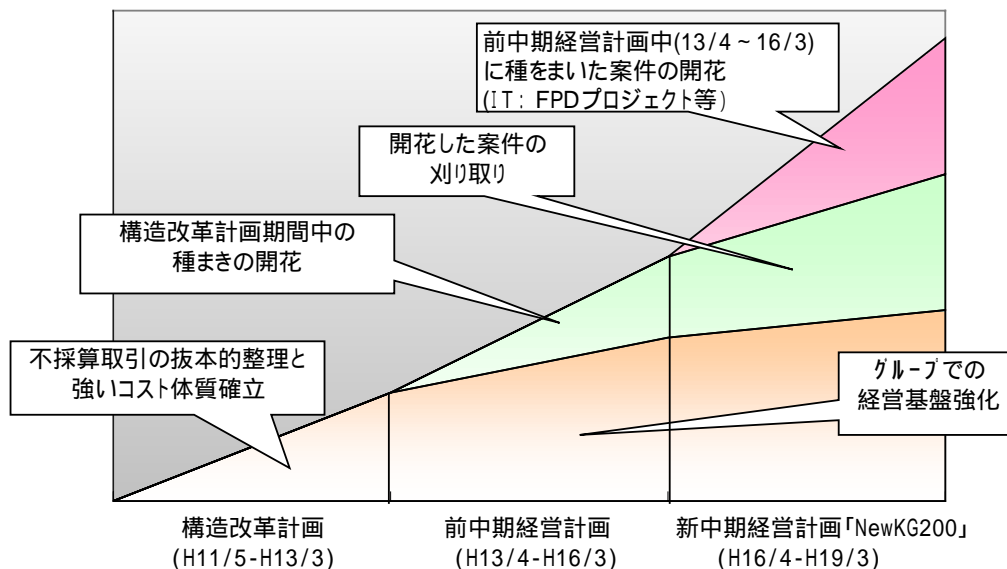 前中期経営計画中(13/4～16/3)
に種をまいた案件の開花
(IT: FPDプロジェクト等)
開花した案件の
刈り取り
構造改革計画期間中の
種まきの開花
不採算取引の抜本的整理と
強いコスト体質確立
グループでの
経営基盤強化
構造改革計画
(H11/5-H13/3)
前中期経営計画
(H13/4-H16/3)
新中期経営計画「NewKG200」
(H16/4-H19/3)